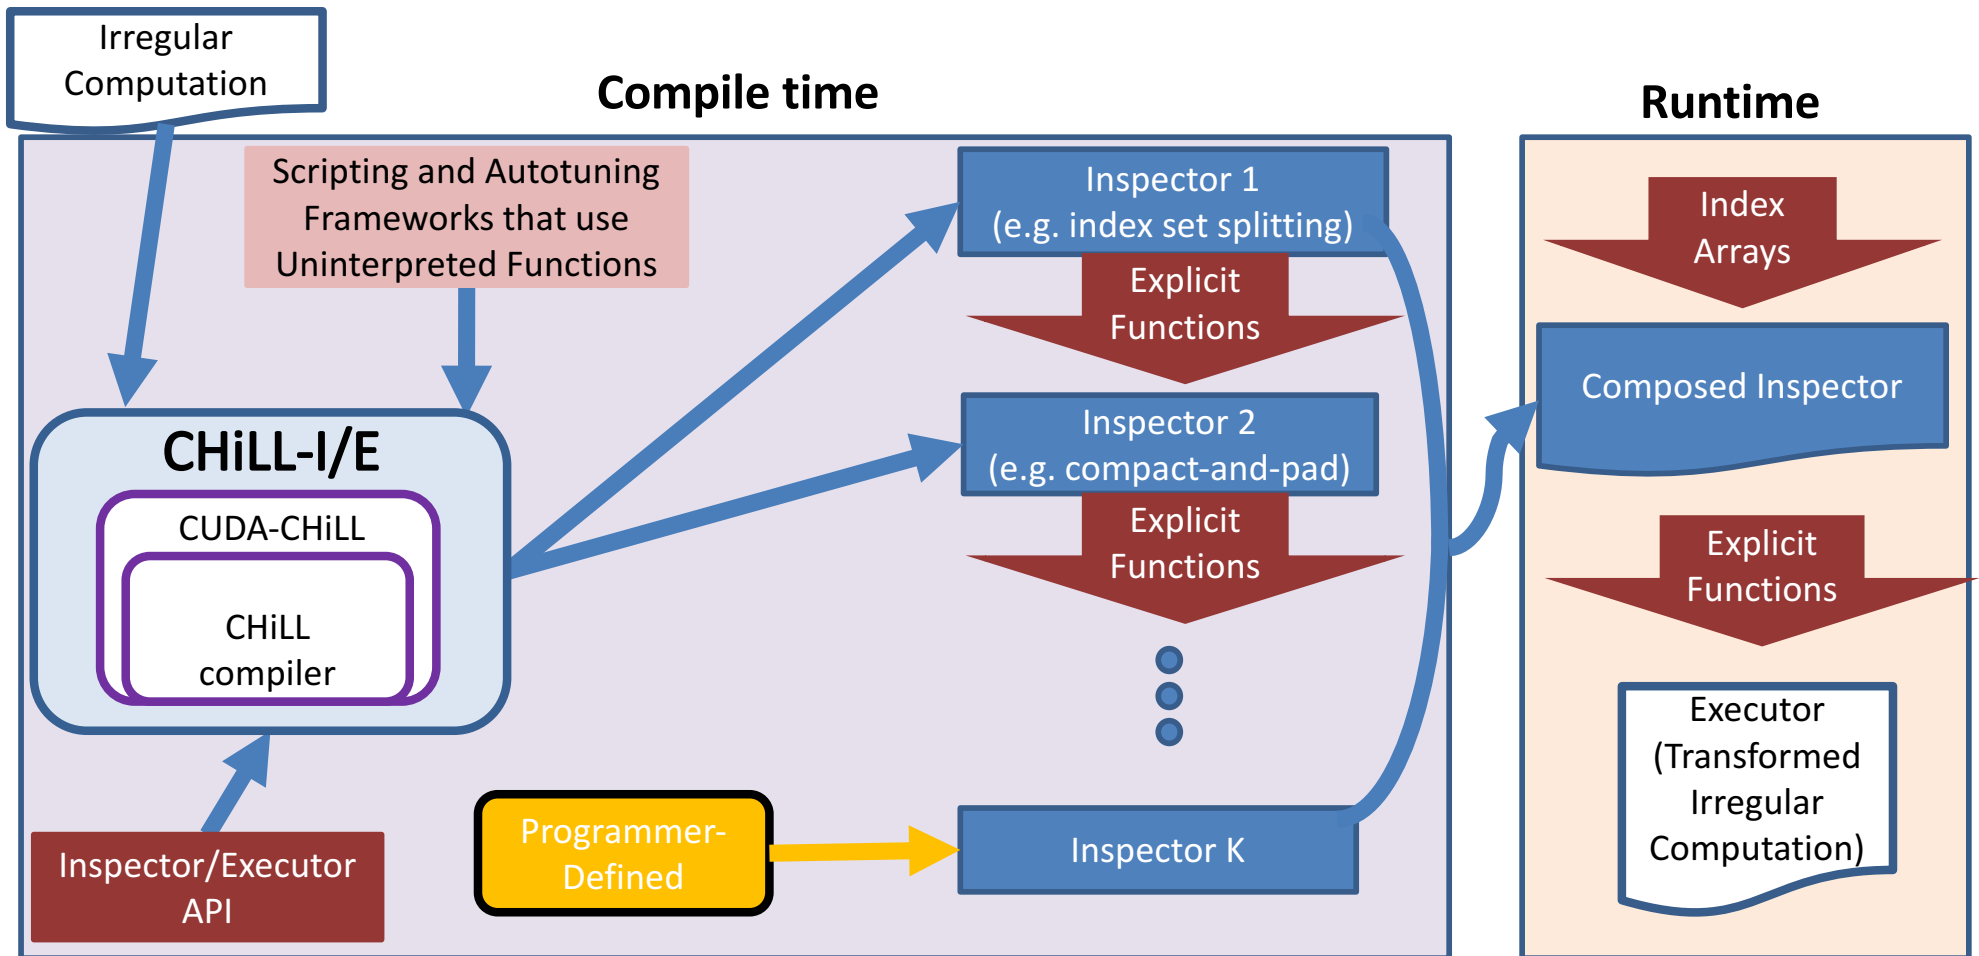 Irregular
Computation
Compile time
Runtime
Scripting and Autotuning
Frameworks that use
Uninterpreted Functions
Inspector 1
(e.g. index set splitting)
Explicit
Functions
Inspector 2
(e.g. compact-and-pad)
Explicit
Functions
CHiLL-I/E
CUDA-CHiLL
CHiLL
compiler
Inspector/Executor
API
Programmer-
Defined
Inspector K
Index
Arrays
Composed Inspector
Explicit
Functions
Executor
(Transformed
Irregular
Computation)